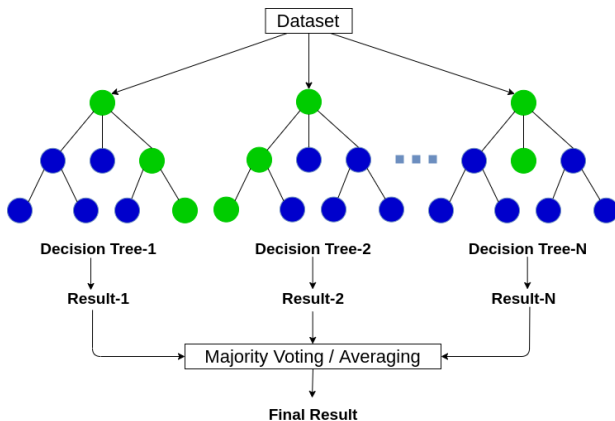 Dataset
Decision Tree-1
Decision Tree-2
Decision Tree-N
Result-1
Result-2
Result-N
Majority Voting / Averaging
Final Result